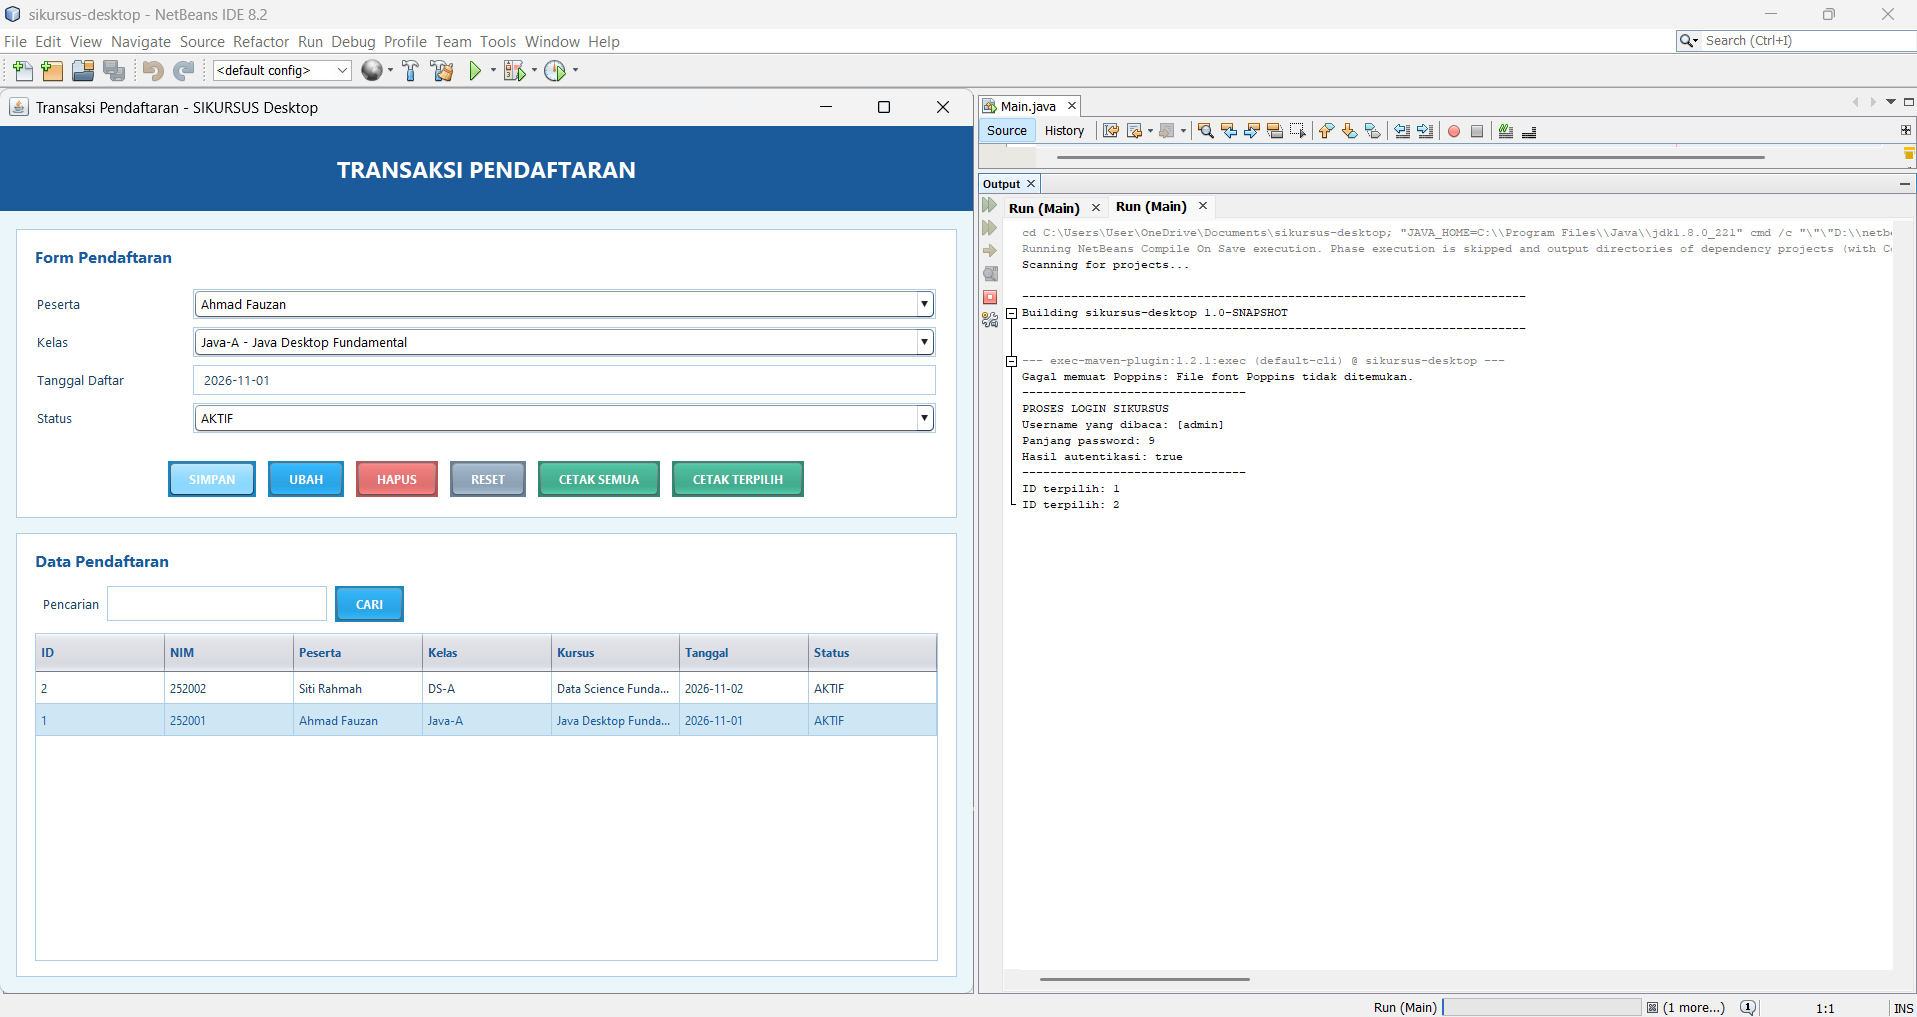 sikursus-desktop - NetBeans IDE 8.2
File Edit View Navigate Source Refactor Run Debug Profile Team Tools Window Help
Search (Ctrl+I)
<default config>
Transaksi Pendaftaran - SIKURSUS Desktop
TRANSAKSI PENDAFTARAN
Form Pendaftaran
Peserta Ahmad Fauzan
Kelas Java-A - Java Desktop Fundamental
Tanggal Daftar 2026-11-01
Status AKTIF
SIMPAN UBAH HAPUS RESET CETAK SEMUA CETAK TERPILIH
Data Pendaftaran
Pencarian CARI
ID NIM Peserta Kelas Kursus Tanggal Status
2 252002 Siti Rahmah DS-A Data Science Funda... 2026-11-02 AKTIF
1 252001 Ahmad Fauzan Java-A Java Desktop Funda... 2026-11-01 AKTIF
Main.java
Source History
Output
Run (Main) Run (Main)
cd C:\Users\User\OneDrive\Documents\sikursus-desktop; "JAVA_HOME=C:\\Program Files\\Java\\jdk1.8.0_221" cmd /c "\"\"D:\\netb
Running NetBeans Compile On Save execution. Phase execution is skipped and output directories of dependency projects (with C
Scanning for projects...
------------------------------------------------------------------------
Building sikursus-desktop 1.0-SNAPSHOT
------------------------------------------------------------------------
--- exec-maven-plugin:1.2.1:exec (default-cli) @ sikursus-desktop ---
Gagal memuat Poppins: File font Poppins tidak ditemukan.
--------------------------------
PROSES LOGIN SIKURSUS
Username yang dibaca: [admin]
Panjang password: 9
Hasil autentikasi: true
--------------------------------
ID terpilih: 1
ID terpilih: 2
Run (Main) (1 more...) 1 1:1 INS